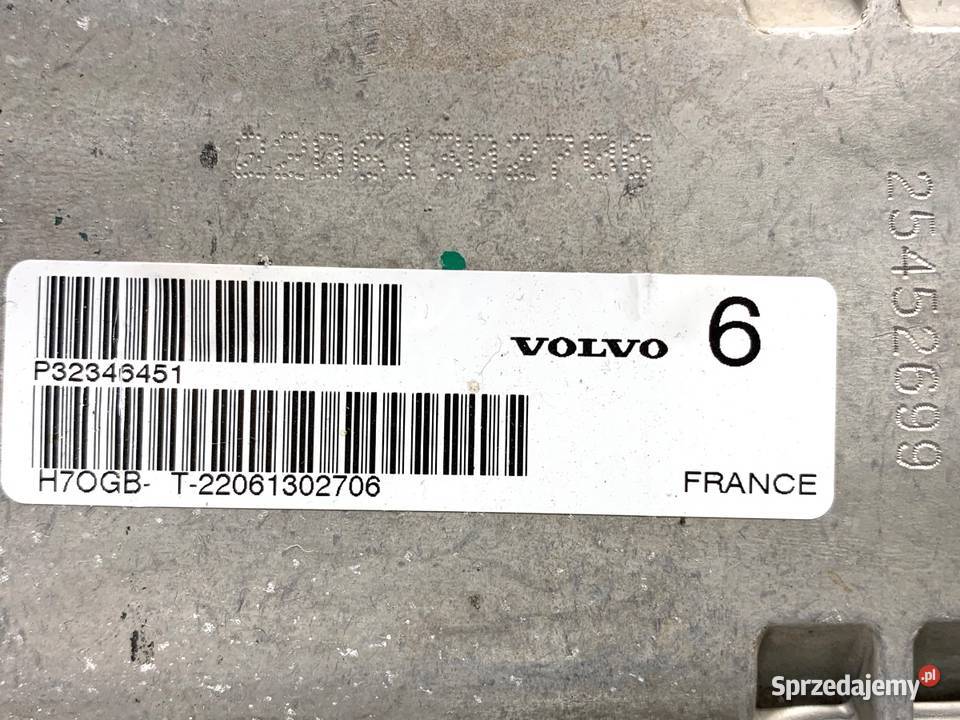 22061302706
25452699
P32346451
VOLVO 6
H7OGB- T-22061302706
FRANCE
Sprzedajemy.pl